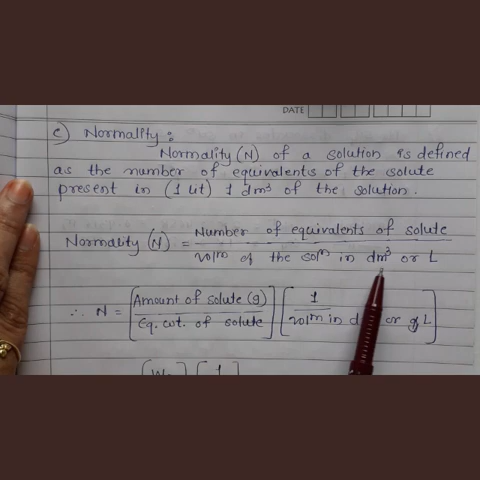 DATE
c) Normality :
Normality (N) of a solution is defined
as the number of equivalents of the solute
present in (1 lit) 1 dm³ of the solution.
Normality (N) = Number of equivalents of solute
volᵐ of the solⁿ in dm³ or L
∴ N = [Amount of solute (g) / Eq. wt. of solute] [1 / volᵐ in d or L]
1